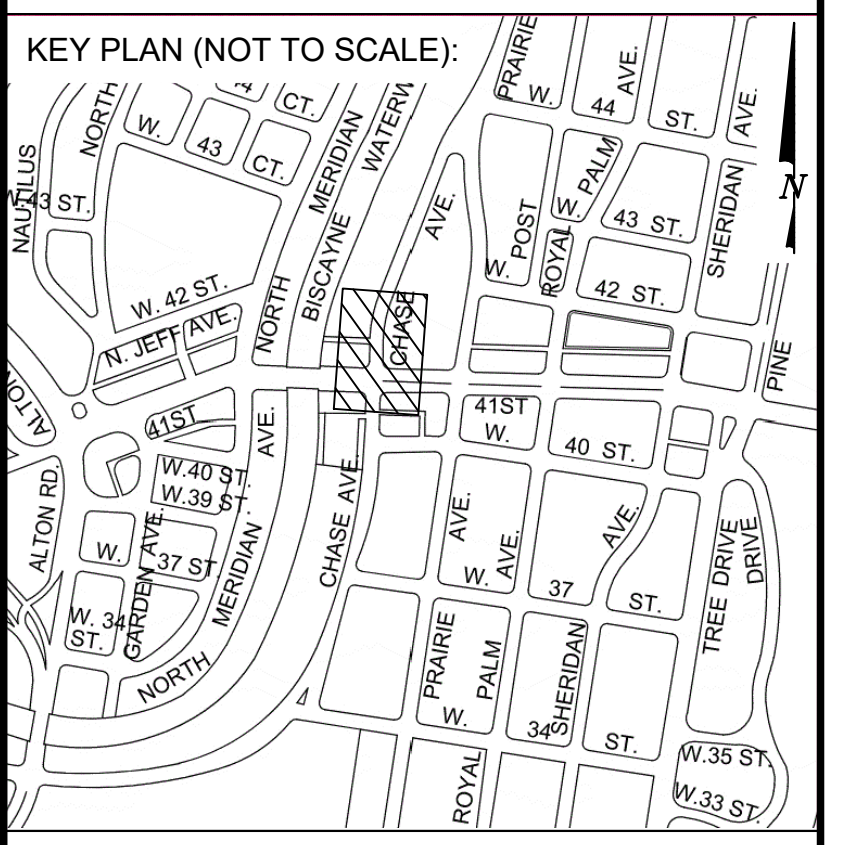 KEY PLAN (NOT TO SCALE):
PRAIRIE
W.
44
AVE.
ST.
AVE.
NORTH
CT.
W.
43
CT.
MERIDIAN
WATERW
NAUTILUS
W. 43 ST.
PALM
W.
ROYAL
43 ST.
SHERIDAN
N
AVE.
POST
W.
42 ST.
W. 42 ST.
N. JEFF AVE.
NORTH
BISCAYNE
CHASE
PINE
ALTON
41ST
AVE.
41ST
W.
40 ST.
W.40 ST.
W.39 ST.
ALTON RD.
W.
37 ST.
GARDEN AVE.
MERIDIAN
CHASE AVE.
AVE.
AVE.
W.
37
AVE.
ST.
TREE DRIVE
DRIVE
W. 34
ST.
NORTH
PRAIRIE
PALM
SHERIDAN
W.
34
ST.
ROYAL
W.35 ST.
W.33 ST.